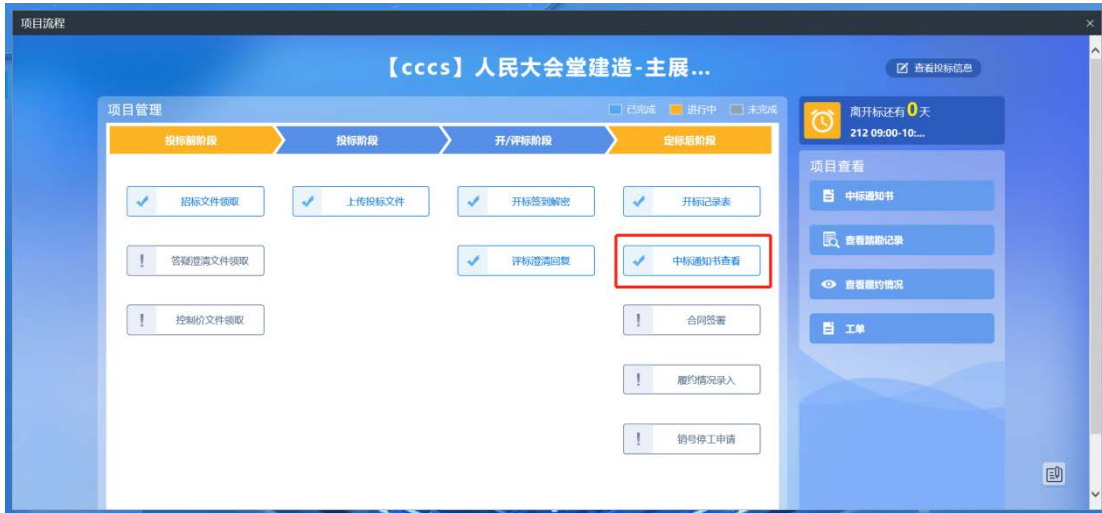 项目流程
【cccs】人民大会堂建造-主展...
查看投标信息
项目管理
已完成 进行中 未完成
投标前阶段 投标阶段 开/评标阶段 定标后阶段
招标文件领取 上传投标文件 开标签到解密 开标记录表
答疑澄清文件领取 评标澄清回复 中标通知书查看
控制价文件领取 合同签署
履约情况录入
销号停工申请
离开标还有0天
212 09:00-10:...
项目查看
中标通知书
查看踏勘记录
查看履约情况
工单